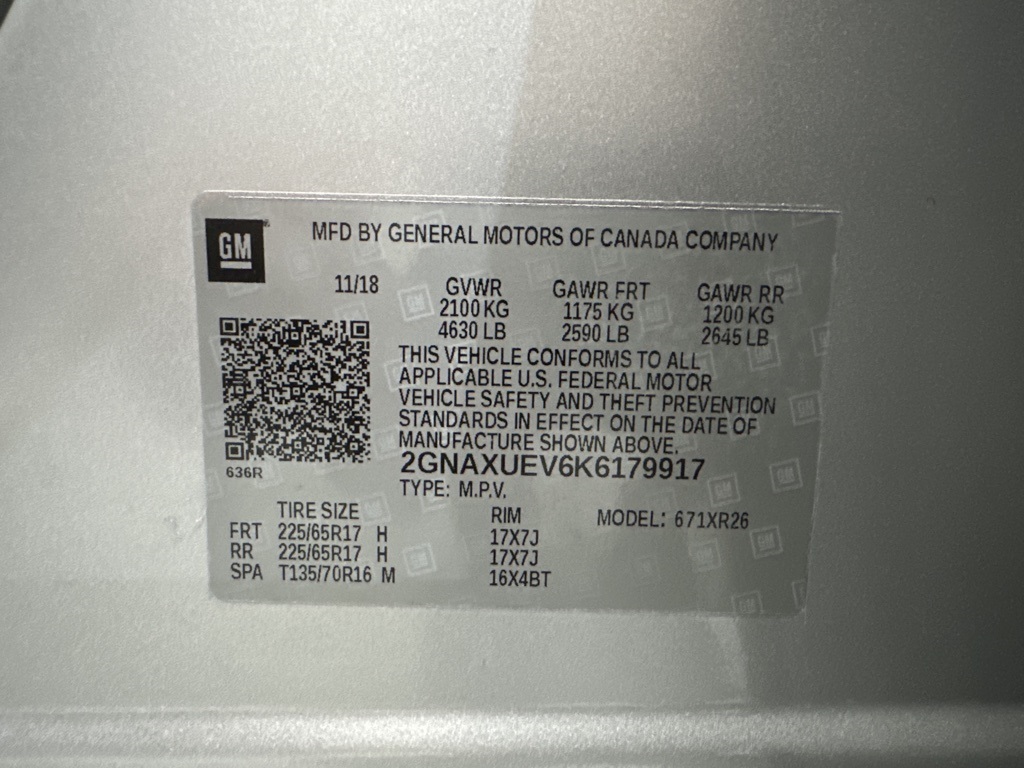 GM
MFD BY GENERAL MOTORS OF CANADA COMPANY
11/18 GVWR GAWR FRT GAWR RR
2100 KG 1175 KG 1200 KG
4630 LB 2590 LB 2645 LB
THIS VEHICLE CONFORMS TO ALL
APPLICABLE U.S. FEDERAL MOTOR
VEHICLE SAFETY AND THEFT PREVENTION
STANDARDS IN EFFECT ON THE DATE OF
MANUFACTURE SHOWN ABOVE.
636R
2GNAXUEV6K6179917
TYPE: M.P.V.
TIRE SIZE RIM MODEL: 671XR26
FRT 225/65R17 H 17X7J
RR 225/65R17 H 17X7J
SPA T135/70R16 M 16X4BT